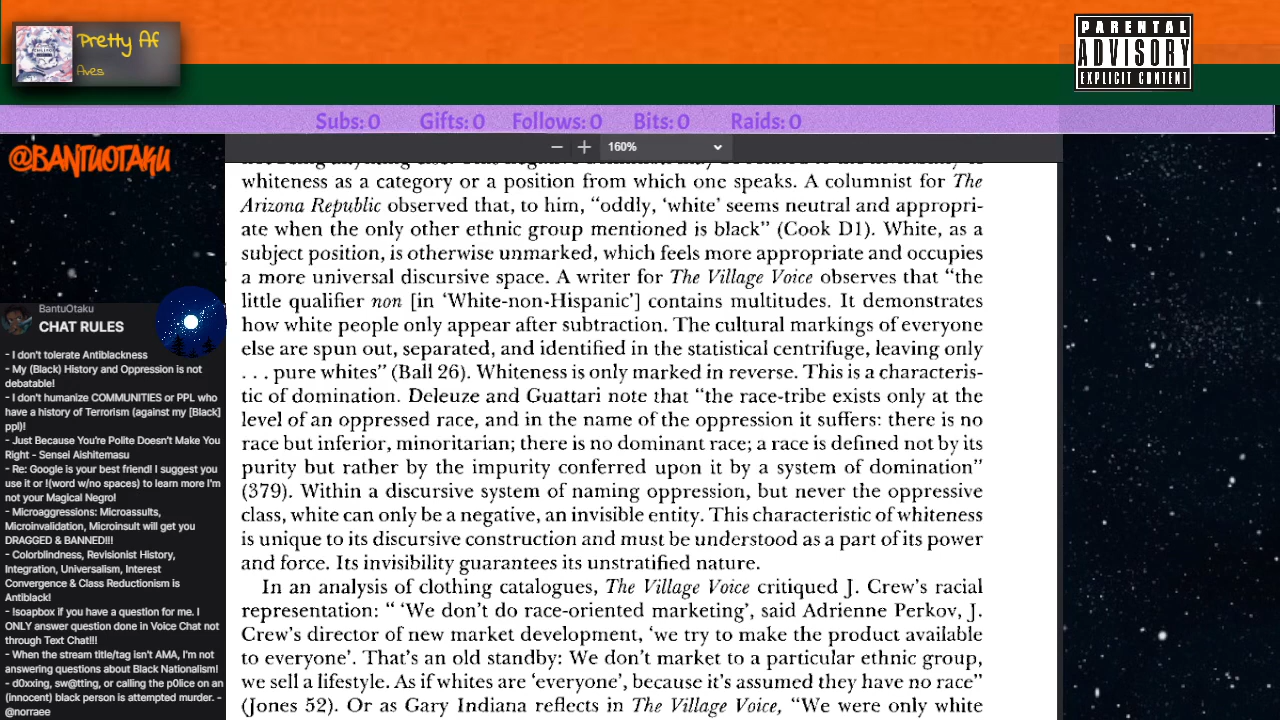 Pretty Af
Aves
PARENTAL
ADVISORY
EXPLICIT CONTENT
Subs: 0 Gifts: 0 Follows: 0 Bits: 0 Raids: 0
@BANTUOTAKU
160%
whiteness as a category or a position from which one speaks. A columnist for The
Arizona Republic observed that, to him, “oddly, ‘white’ seems neutral and appropri-
ate when the only other ethnic group mentioned is black” (Cook D1). White, as a
subject position, is otherwise unmarked, which feels more appropriate and occupies
a more universal discursive space. A writer for The Village Voice observes that “the
little qualifier non [in ‘White-non-Hispanic’] contains multitudes. It demonstrates
how white people only appear after subtraction. The cultural markings of everyone
else are spun out, separated, and identified in the statistical centrifuge, leaving only
. . . pure whites” (Ball 26). Whiteness is only marked in reverse. This is a characteris-
tic of domination. Deleuze and Guattari note that “the race-tribe exists only at the
level of an oppressed race, and in the name of the oppression it suffers: there is no
race but inferior, minoritarian; there is no dominant race; a race is defined not by its
purity but rather by the impurity conferred upon it by a system of domination”
(379). Within a discursive system of naming oppression, but never the oppressive
class, white can only be a negative, an invisible entity. This characteristic of whiteness
is unique to its discursive construction and must be understood as a part of its power
and force. Its invisibility guarantees its unstratified nature.
In an analysis of clothing catalogues, The Village Voice critiqued J. Crew’s racial
representation: “ ‘We don’t do race-oriented marketing’, said Adrienne Perkov, J.
Crew’s director of new market development, ‘we try to make the product available
to everyone’. That’s an old standby: We don’t market to a particular ethnic group,
we sell a lifestyle. As if whites are ‘everyone’, because it’s assumed they have no race”
(Jones 52). Or as Gary Indiana reflects in The Village Voice, “We were only white
BantuOtaku
CHAT RULES
- I don't tolerate Antiblackness
- My (Black) History and Oppression is not
debatable!
- I don't humanize COMMUNITIES or PPL who
have a history of Terrorism (against my [Black]
ppl)!
- Just Because You're Polite Doesn't Make You
Right - Sensei Aishitemasu
- Re: Google is your best friend! I suggest you
use it or !(word w/no spaces) to learn more I'm
not your Magical Negro!
- Microaggressions: Microassults,
Microinvalidation, Microinsult will get you
DRAGGED & BANNED!!!
- Colorblindness, Revisionist History,
Integration, Universalism, Interest
Convergence & Class Reductionism is
Antiblack!
- !soapbox if you have a question for me. I
ONLY answer question done in Voice Chat not
through Text Chat!!!
- When the stream title/tag isn't AMA, I'm not
answering questions about Black Nationalism!
- d0xxing, sw@tting, or calling the p0lice on an
(innocent) black person is attempted murder. -
@norraee